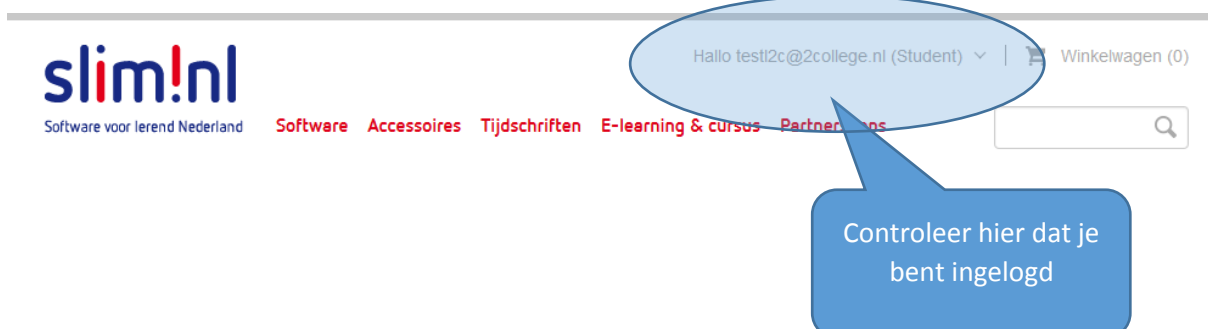 slim!nl
Software voor lerend Nederland
Hallo testl2c@2college.nl (Student)
Winkelwagen (0)
Software Accessoires Tijdschriften E-learning & cursus Partnershops
Controleer hier dat je
bent ingelogd